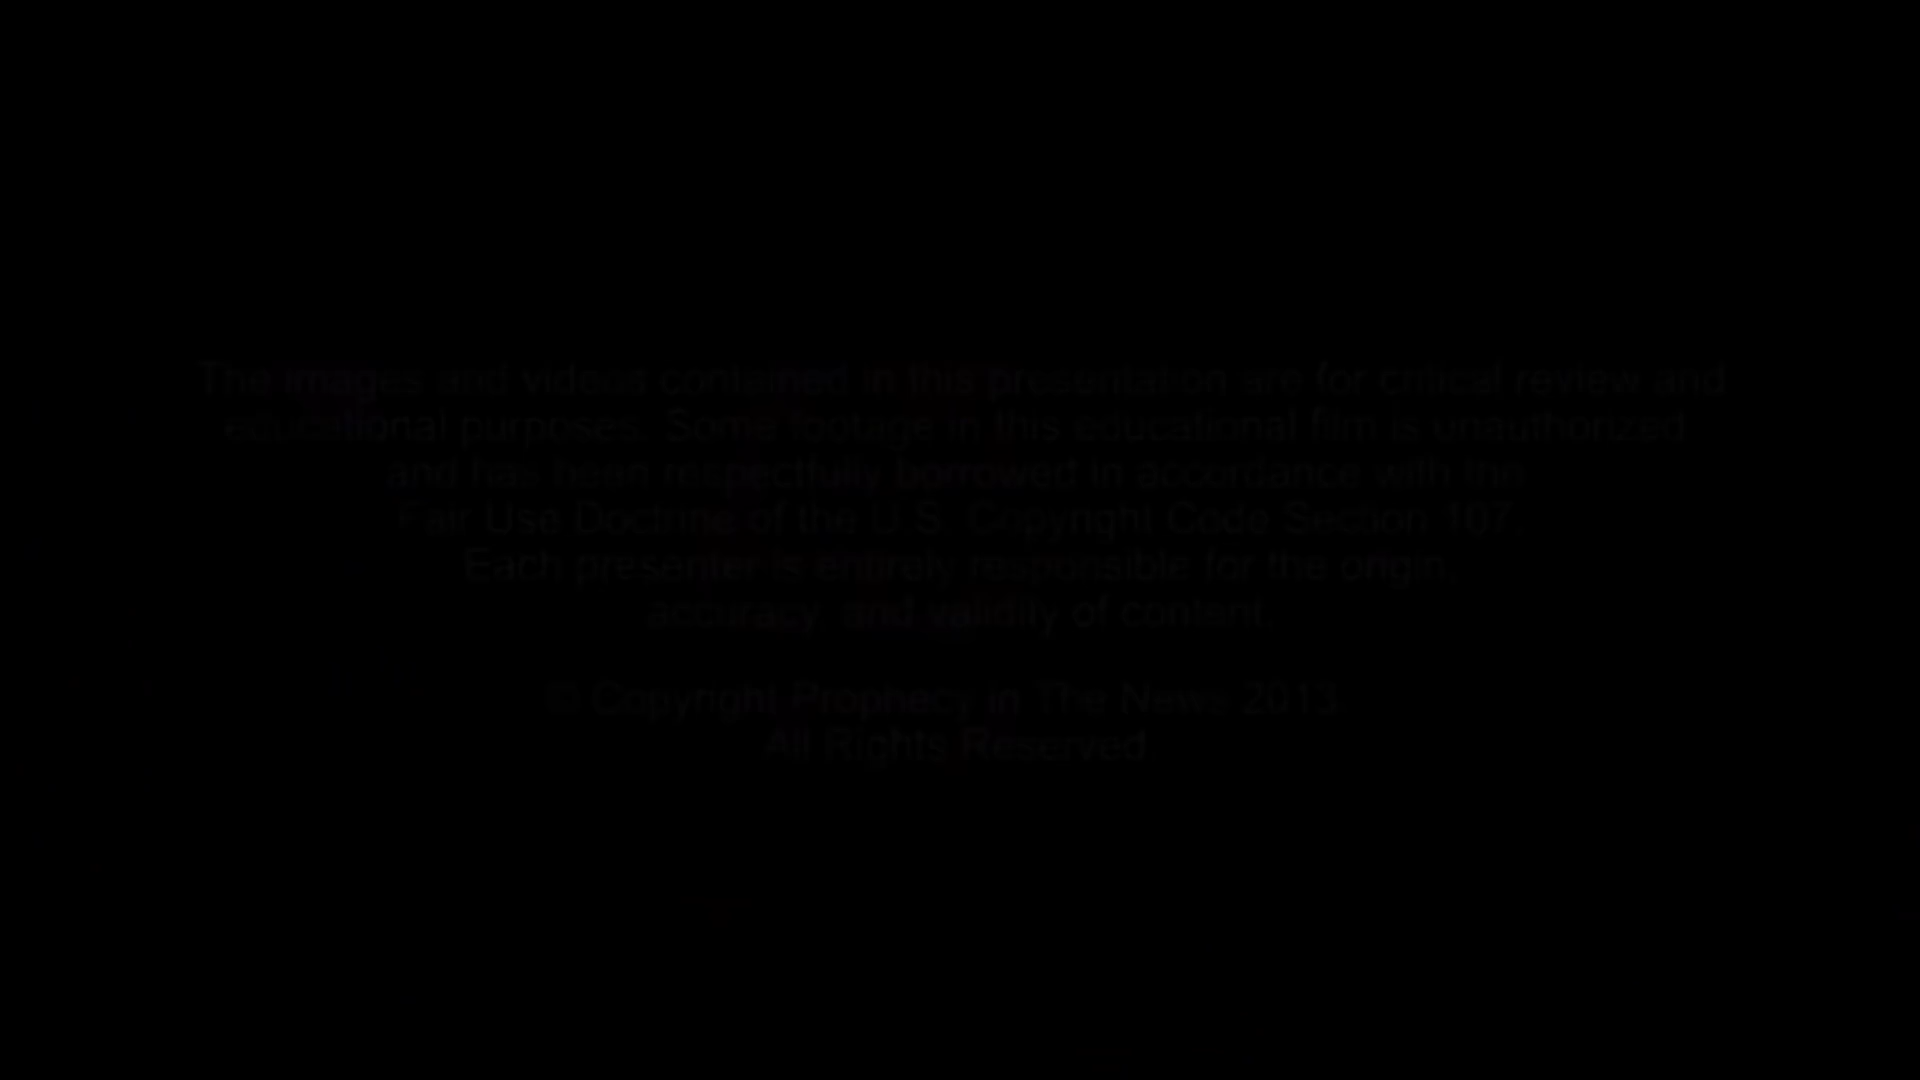 The images and videos contained in this presentation are for critical review and
educational purposes. Some footage in this educational film is unauthorized
and has been respectfully borrowed in accordance with the
Fair Use Doctrine of the U.S. Copyright Code Section 107.
Each presenter is entirely responsible for the origin,
accuracy, and validity of content.
© Copyright Prophecy in The News 2013
All Rights Reserved